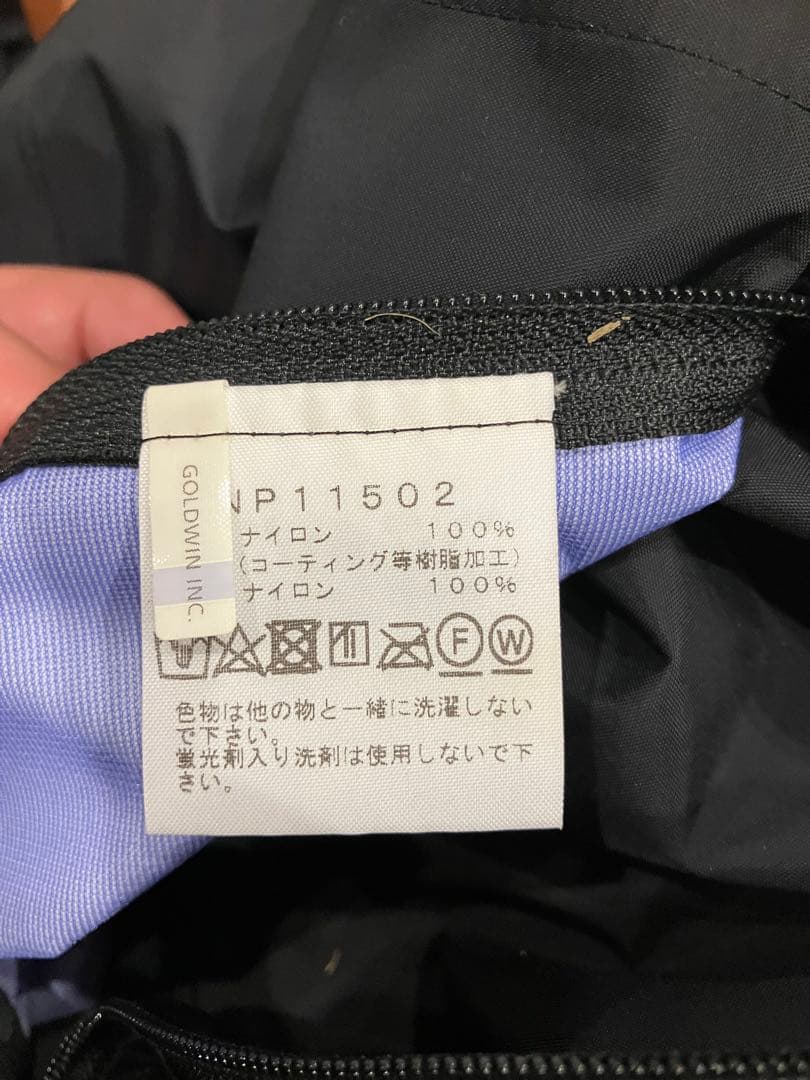 NP11502
ナイロン 100%
(コーティング等樹脂加工)
ナイロン 100%
F W
色物は他の物と一緒に洗濯しない
で下さい。
蛍光剤入り洗剤は使用しないで下
さい。
GOLDWIN INC.